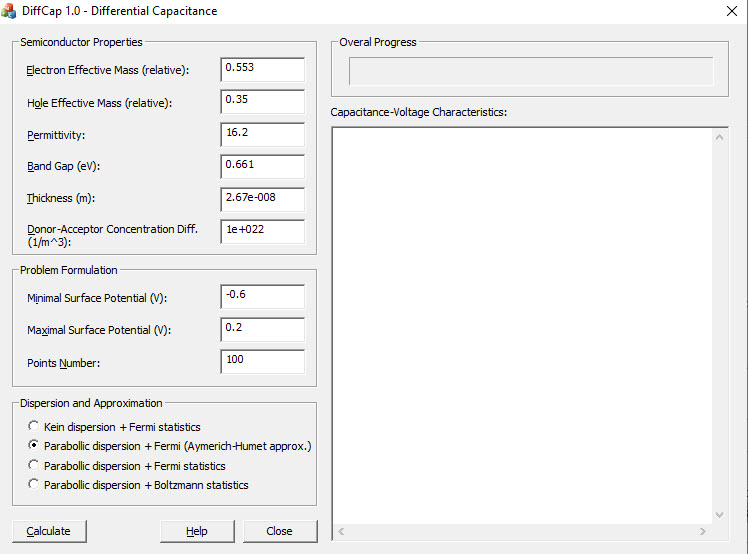 DiffCap 1.0 - Differential Capacitance
Semiconductor Properties
Electron Effective Mass (relative):
0.553
Hole Effective Mass (relative):
0.35
Permittivity:
16.2
Band Gap (eV):
0.661
Thickness (m):
2.67e-008
Donor-Acceptor Concentration Diff.
(1/m^3):
1e+022
Problem Formulation
Minimal Surface Potential (V):
-0.6
Maximal Surface Potential (V):
0.2
Points Number:
100
Dispersion and Approximation
Kein dispersion + Fermi statistics
Parabollic dispersion + Fermi (Aymerich-Humet approx.)
Parabollic dispersion + Fermi statistics
Parabollic dispersion + Boltzmann statistics
Calculate
Help
Close
Overal Progress
Capacitance-Voltage Characteristics: